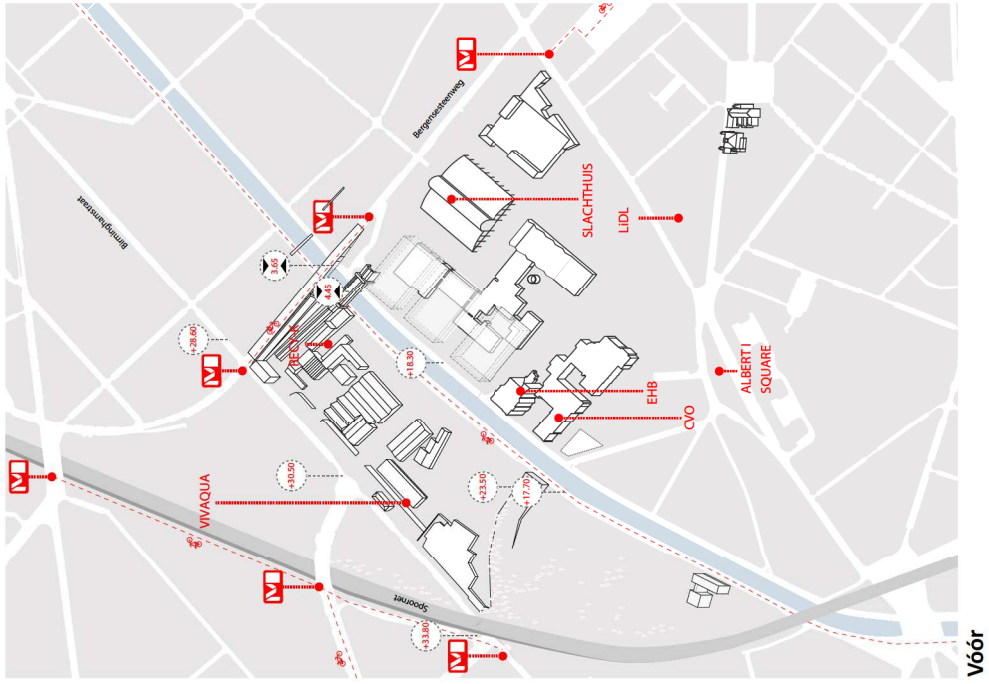 M
Birminghamstraat
+28.60
VIVAQUA
M
M
3.65
+30.50
RECY-K
M
4.45
Spoornet
+18.30
+33.80
Bergensesteenweg
M
M
+23.50
+17.70
SLACHTHUIS
LiDL
EHB
CVO
ALBERT I
SQUARE
Vóór